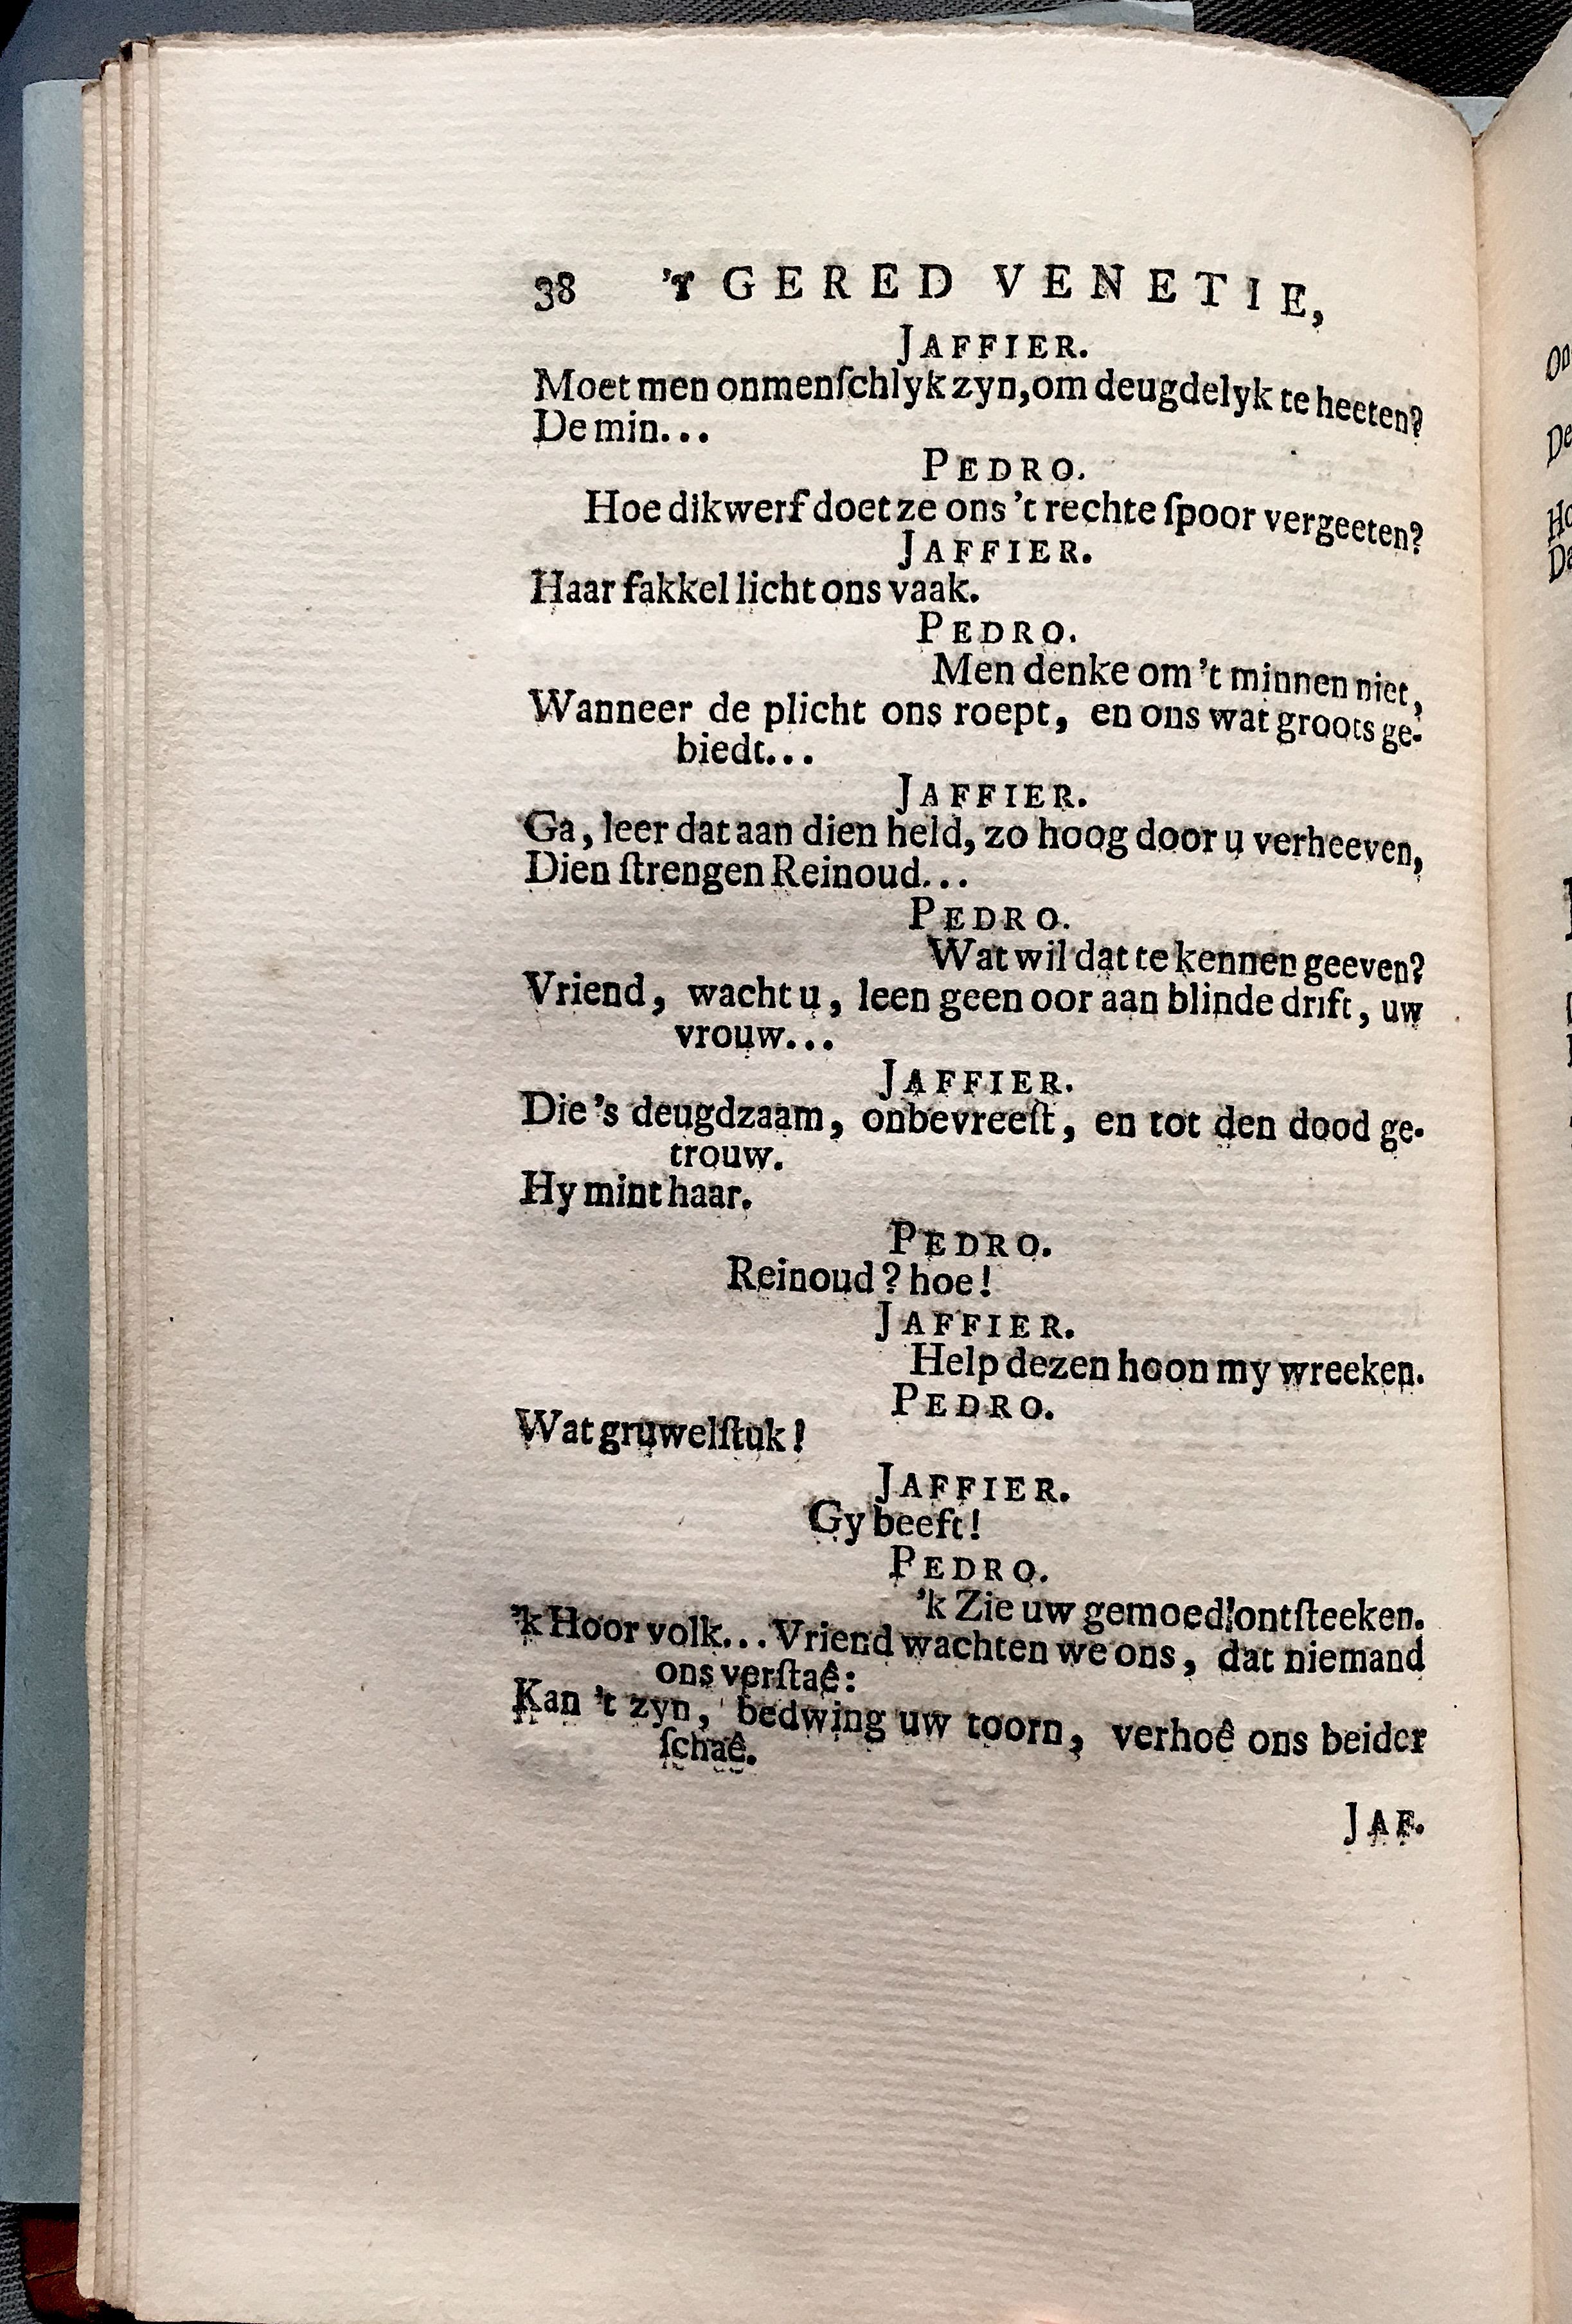 38 'T GERED VENETIE,
JAFFIER.
Moet men onmenſchlyk zyn, om deugdelyk te heeten?
De min...
PEDRO.
Hoe dikwerf doet ze ons 't rechte ſpoor vergeeten?
JAFFIER.
Haar fakkel licht ons vaak.
PEDRO.
Men denke om 't minnen niet,
Wanneer de plicht ons roept, en ons wat groots ge-
biedt...
JAFFIER.
Ga, leer dat aan dien held, zo hoog door u verheeven,
Dien ſtrengen Reinoud...
PEDRO.
Wat wil dat te kennen geeven?
Vriend, wacht u, leen geen oor aan blinde drift, uw
vrouw...
JAFFIER.
Die 's deugdzaam, onbevreeſt, en tot den dood ge-
trouw.
Hy mint haar.
PEDRO.
Reinoud? hoe!
JAFFIER.
Help dezen hoon my wreeken.
PEDRO.
Wat gruwelſtuk!
JAFFIER.
Gy beeft!
PEDRO.
'k Zie uw gemoed ontſteeken.
'k Hoor volk... Vriend wachten we ons, dat niemand
ons verſtaê:
Kan 't zyn, bedwing uw toorn, verhoê ons beider
ſchaê.
JAF-
On
De
Ho
Da